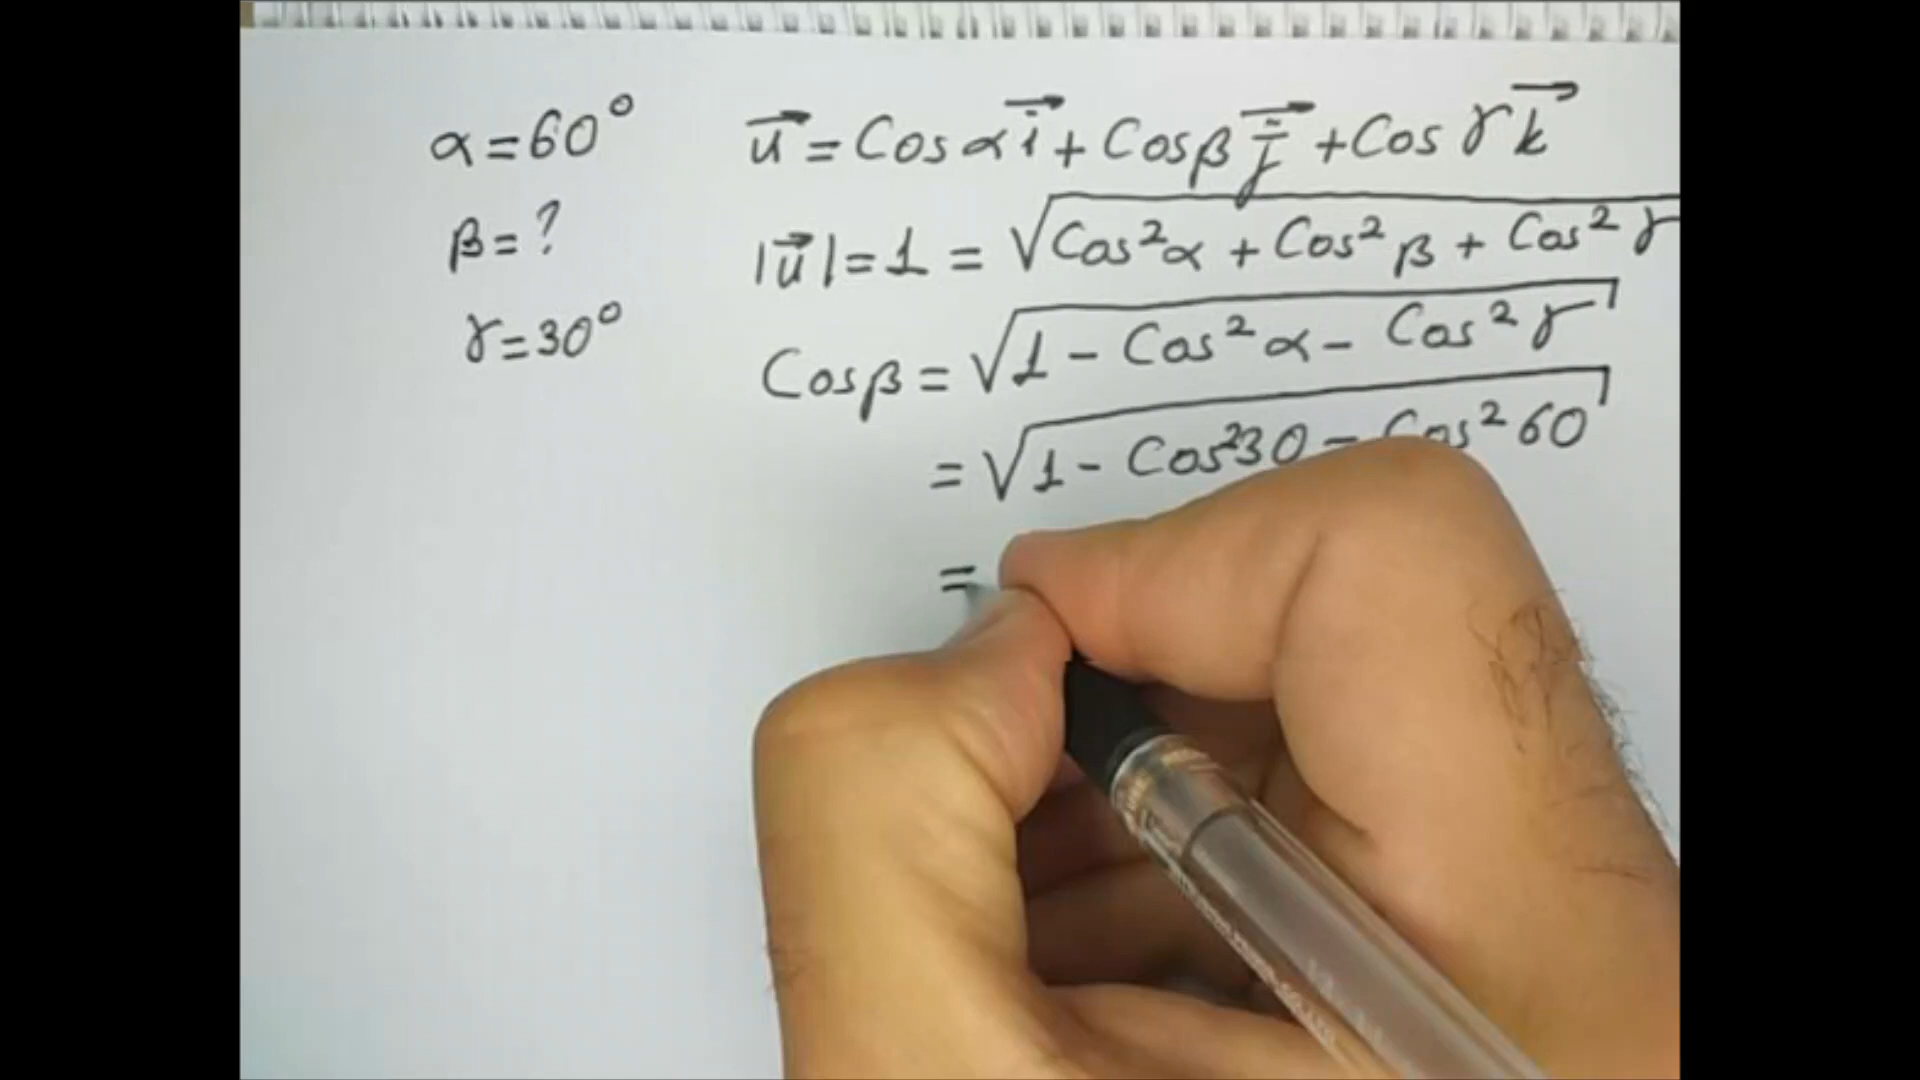 α = 60°
β = ?
γ = 30°
u⃗ = Cos α i⃗ + Cos β j⃗ + Cos γ k⃗
|u⃗| = 1 = √(Cos²α + Cos²β + Cos²γ
Cos β = √(1 - Cos²α - Cos²γ)
= √(1 - Cos²30 - Cos²60)
=